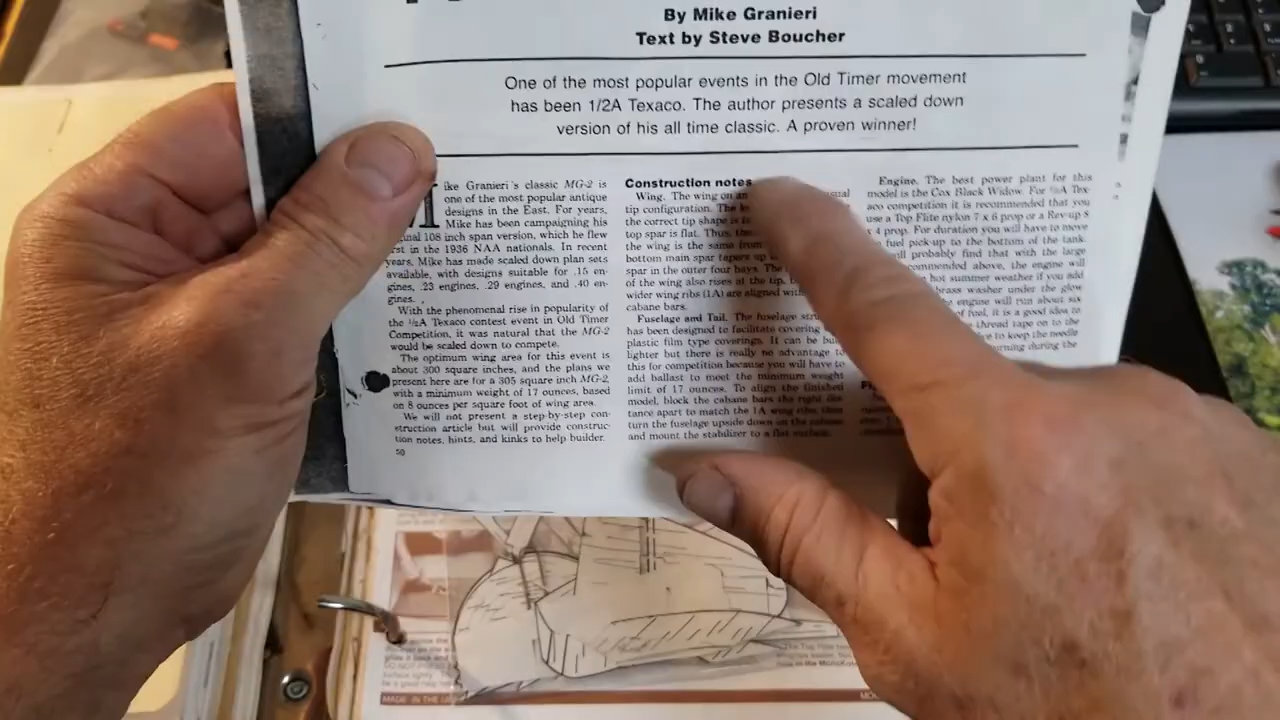 By Mike Granieri
Text by Steve Boucher
One of the most popular events in the Old Timer movement
has been 1/2A Texaco. The author presents a scaled down
version of his all time classic. A proven winner!
ike Granieri's classic MG-2 is
one of the most popular antique
designs in the East. For years,
Mike has been campaigning his
108 inch span version, which he flew
in the 1936 NAA nationals. In recent
years, Mike has made scaled down plan sets
available, with designs suitable for .15 en-
gines, .23 engines, .29 engines, and .40 en-
gines.
With the phenomenal rise in popularity of
the ½A Texaco contest event in Old Timer
Competition, it was natural that the MG-2
would be scaled down to compete.
The optimum wing area for this event is
about 300 square inches, and the plans we
present here are for a 305 square inch MG-2,
with a minimum weight of 17 ounces, based
on 8 ounces per square foot of wing area.
We will not present a step-by-step con-
struction article but will provide construc-
tion notes, hints, and kinks to help builder.
50
Construction notes
Wing. The wing on an
tip configuration. The
the correct tip shape is
top spar is flat. Thus,
the wing is the same from
bottom main spar tapers up
spar in the outer four bays. The
of the wing also rises at the tip,
wider wing ribs (1A) are aligned with
cabane bars.
Fuselage and Tail. The fuselage
has been designed to facilitate covering
plastic film type coverings. It can be
lighter but there is really no advantage to
this for competition because you will have to
add ballast to meet the minimum weight
limit of 17 ounces. To align the finished
model, block the cabane bars the right dis-
tance apart to match the 1A wing ribs then
turn the fuselage upside down on the cabane
and mount the stabilizer to a flat surface.
Engine. The best power plant for this
model is the Cox Black Widow. For ½A Tex-
aco competition it is recommended that you
use a Top Flite nylon 7 x 6 prop or a Rev-up 8
x 4 prop. For duration you will have to move
fuel pick-up to the bottom of the tank.
probably find that with the large
recommended above, the engine will
hot summer weather if you add
brass washer under the glow
engine will run about six
of fuel, it is a good idea to
thread tape on to the
to keep the needle
during the
MADE IN THE